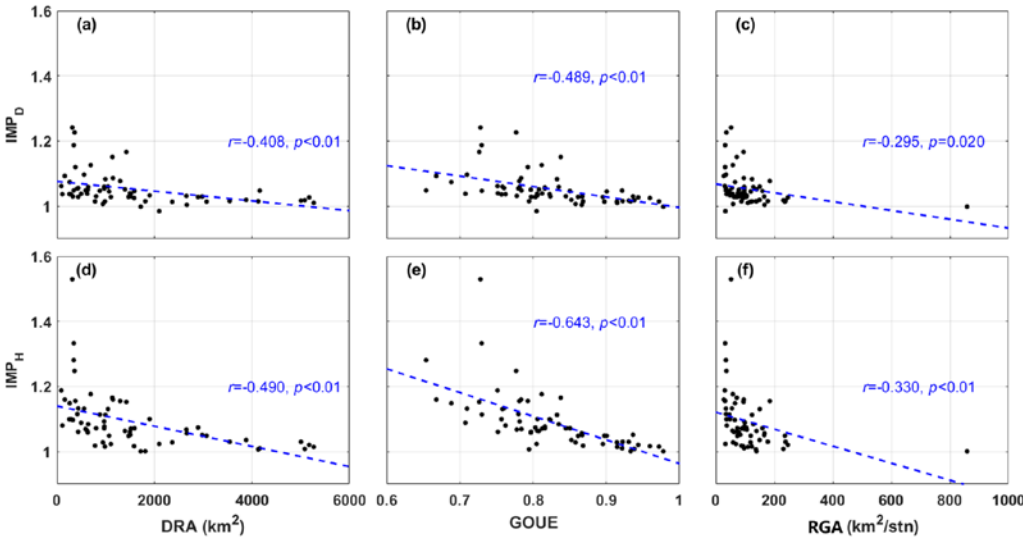 (a)
(b)
(c)
1.6
1.4
1.2
1
IMP_D
r=-0.408, p<0.01
r=-0.489, p<0.01
r=-0.295, p=0.020
(d)
(e)
(f)
1.6
1.4
1.2
1
IMP_H
r=-0.490, p<0.01
r=-0.643, p<0.01
r=-0.330, p<0.01
0 2000 4000 6000
0.6 0.7 0.8 0.9 1
0 200 400 600 800 1000
DRA (km²)
GOUE
RGA (km²/stn)